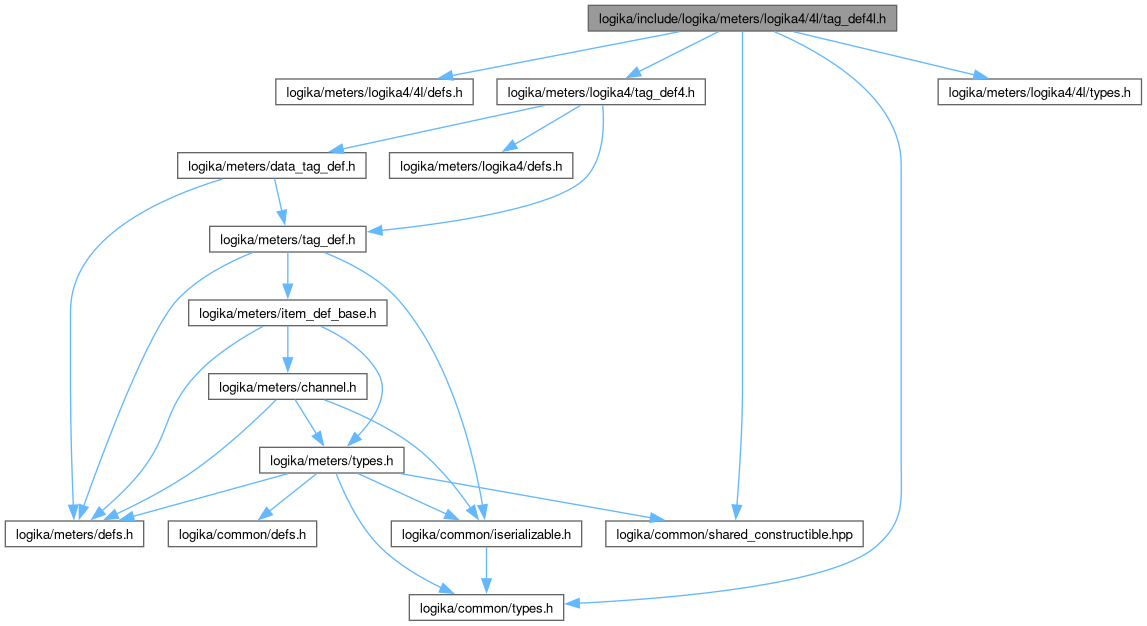 logika/include/logika/meters/logika4/4l/tag_def4l.h
logika/meters/logika4/4l/defs.h
logika/meters/logika4/tag_def4.h
logika/meters/logika4/4l/types.h
logika/meters/data_tag_def.h
logika/meters/logika4/defs.h
logika/meters/tag_def.h
logika/meters/item_def_base.h
logika/meters/channel.h
logika/meters/types.h
logika/meters/defs.h
logika/common/defs.h
logika/common/iserializable.h
logika/common/shared_constructible.hpp
logika/common/types.h